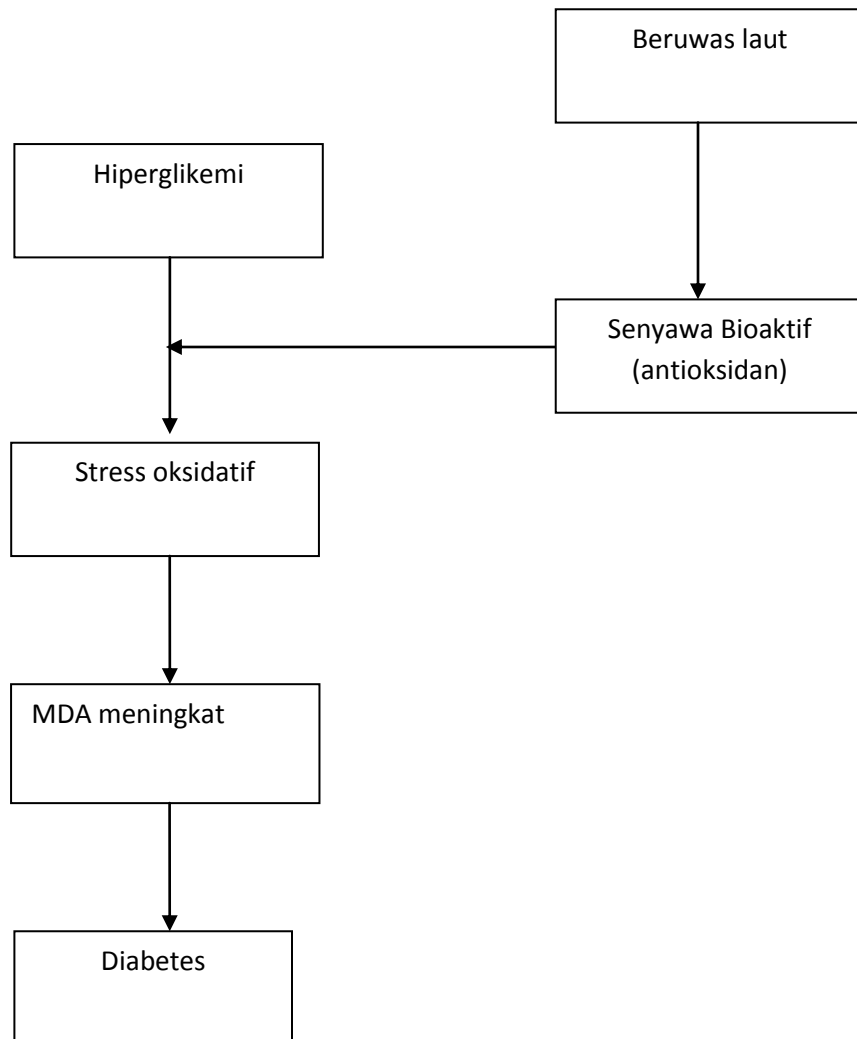 Beruwas laut
Hiperglikemi
Senyawa Bioaktif
(antioksidan)
Stress oksidatif
MDA meningkat
Diabetes